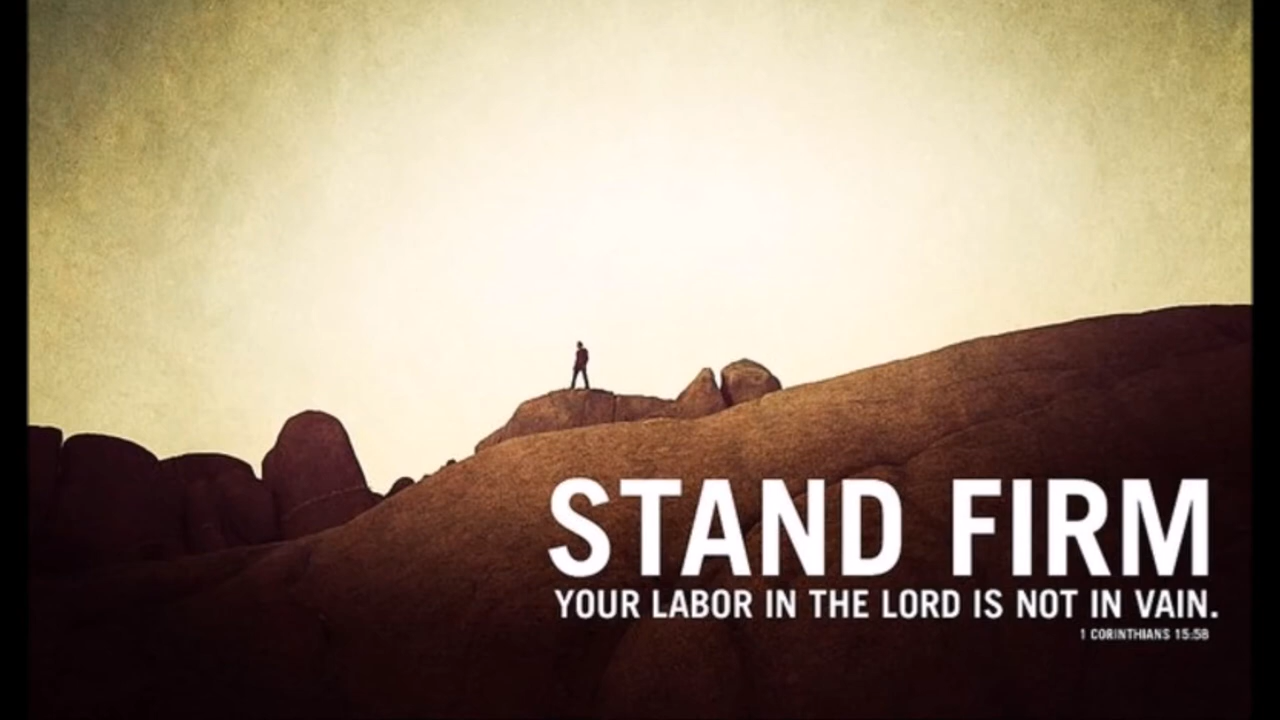 STAND FIRM
YOUR LABOR IN THE LORD IS NOT IN VAIN.
1 CORINTHIANS 15:58